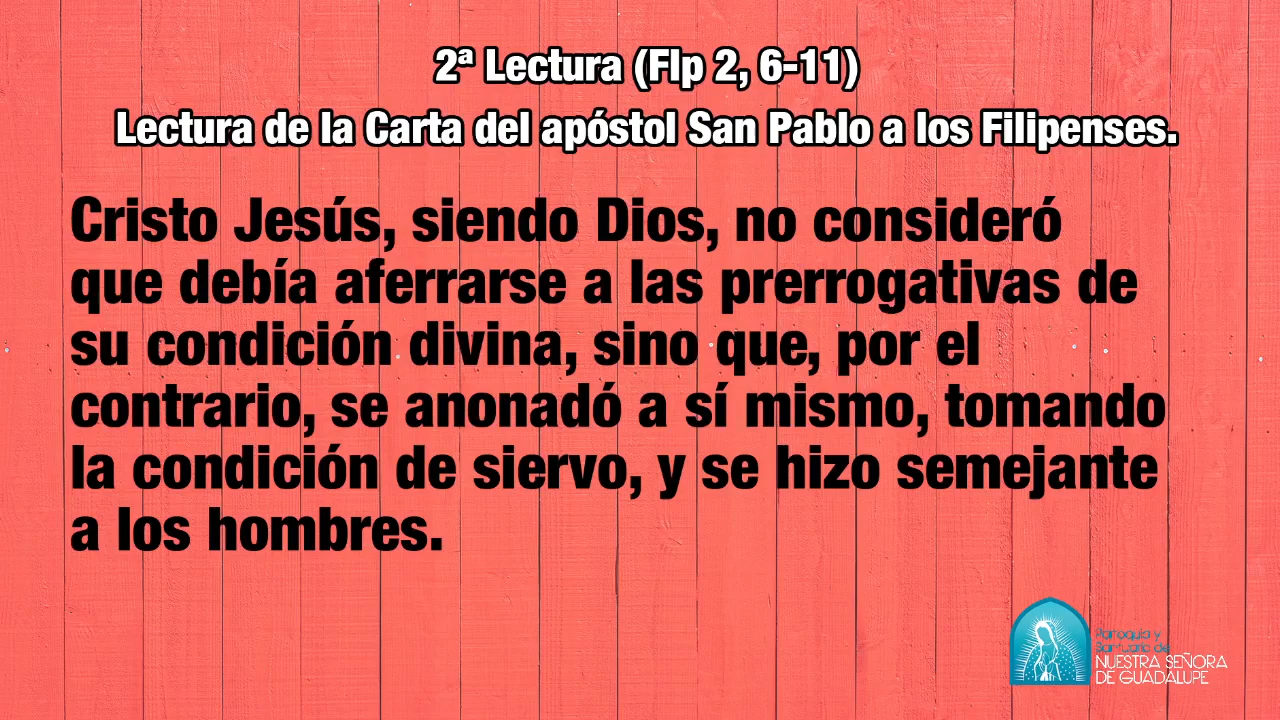 2ª Lectura (Flp 2, 6-11)
Lectura de la Carta del apóstol San Pablo a los Filipenses.
Cristo Jesús, siendo Dios, no consideró
que debía aferrarse a las prerrogativas de
su condición divina, sino que, por el
contrario, se anonadó a sí mismo, tomando
la condición de siervo, y se hizo semejante
a los hombres.
Parroquia y
Santuario de
NUESTRA SEÑORA
DE GUADALUPE